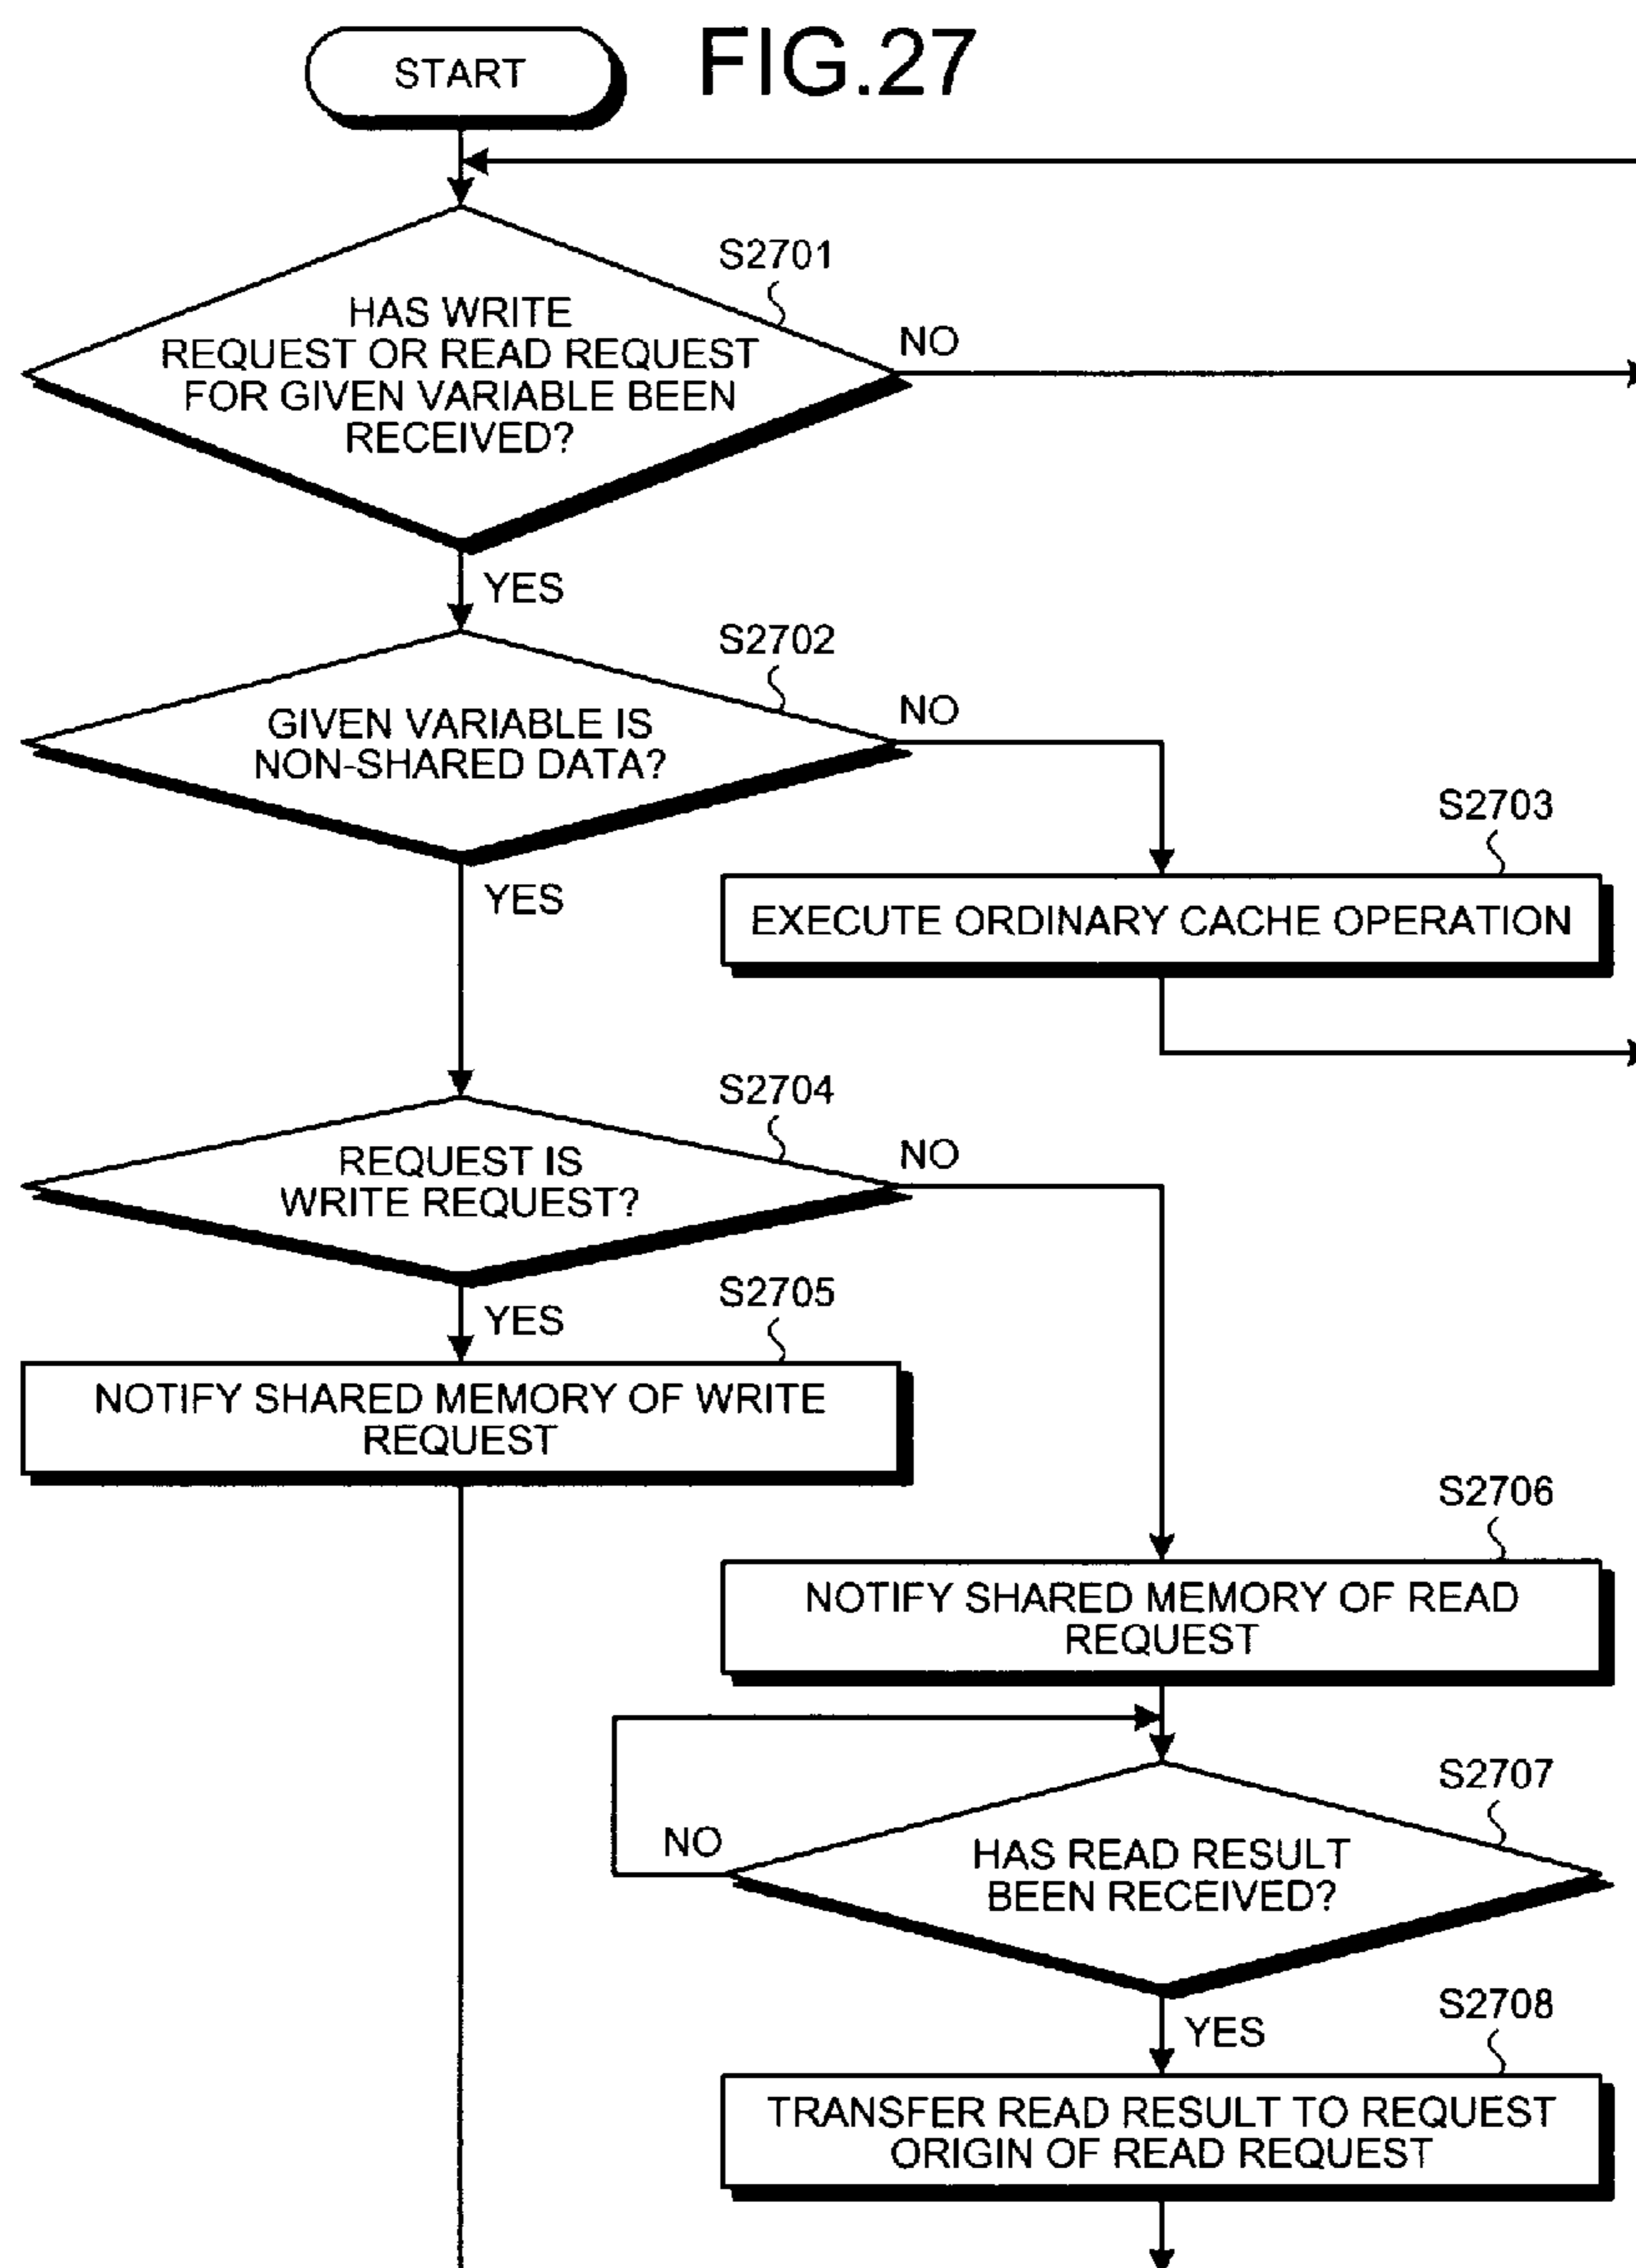 FIG.27
START
S2701
HAS WRITE
REQUEST OR READ REQUEST
FOR GIVEN VARIABLE BEEN
RECEIVED?
NO
YES
S2702
GIVEN VARIABLE IS
NON-SHARED DATA?
NO
YES
S2703
EXECUTE ORDINARY CACHE OPERATION
S2704
REQUEST IS
WRITE REQUEST?
NO
YES
S2705
NOTIFY SHARED MEMORY OF WRITE
REQUEST
S2706
NOTIFY SHARED MEMORY OF READ
REQUEST
S2707
HAS READ RESULT
BEEN RECEIVED?
NO
YES
S2708
TRANSFER READ RESULT TO REQUEST
ORIGIN OF READ REQUEST